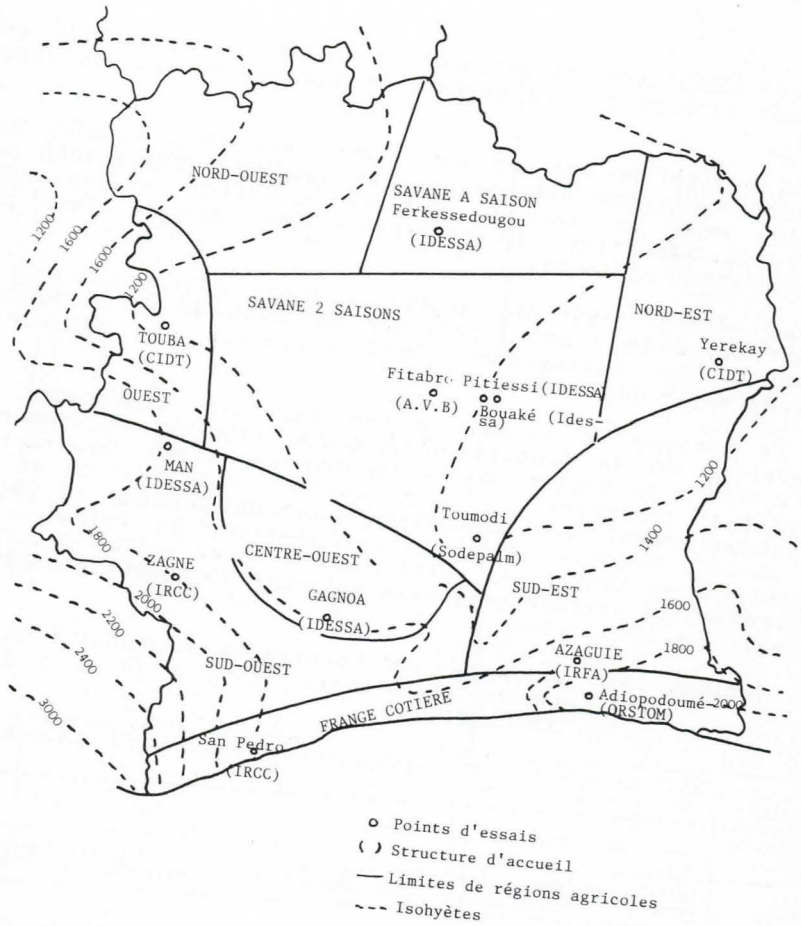 NORD-OUEST
SAVANE A SAISON
Ferkessedougou
(IDESSA)
1200
1600
1600
1200
SAVANE 2 SAISONS
NORD-EST
TOUBA
(CIDT)
Yerekay
(CIDT)
OUEST
Fitabro
(A.V.B)
Pitiessi(IDESSA
Bouaké (Ides-
sa)
MAN
(IDESSA)
1200
1400
Toumodi
(Sodepalm)
1800
CENTRE-OUEST
ZAGNE
(IRCC)
GAGNOA
(IDESSA)
SUD-EST
1600
2000
2200
2400
3000
SUD-OUEST
AZAGUIE
(IRFA)
1800
Adiopodoumé
(ORSTOM)
2000
FRANGE COTIERE
San Pedro
(IRCC)
Points d'essais
( ) Structure d'accueil
Limites de régions agricoles
Isohyètes